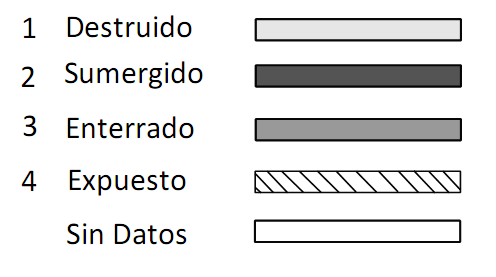 1 Destruido
2 Sumergido
3 Enterrado
4 Expuesto
Sin Datos